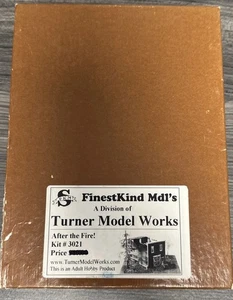 FinestKind Mdl's
A Division of
Turner Model Works
After the Fire!
Kit # 3021
Price
www.TurnerModelWorks.com
This is an Adult Hobby Product